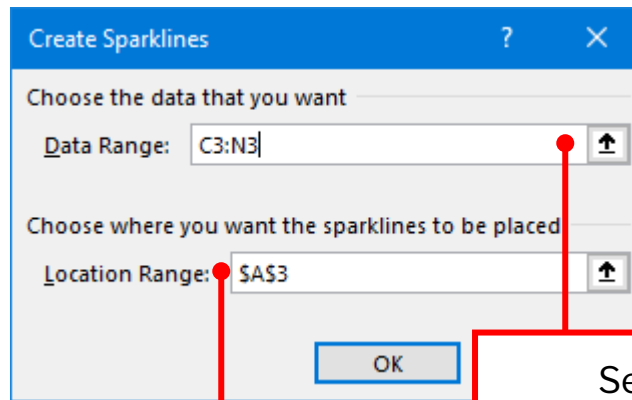 Create Sparklines ? ×
Choose the data that you want
Data Range: C3:N3
Choose where you want the sparklines to be placed
Location Range: $A$3
OK